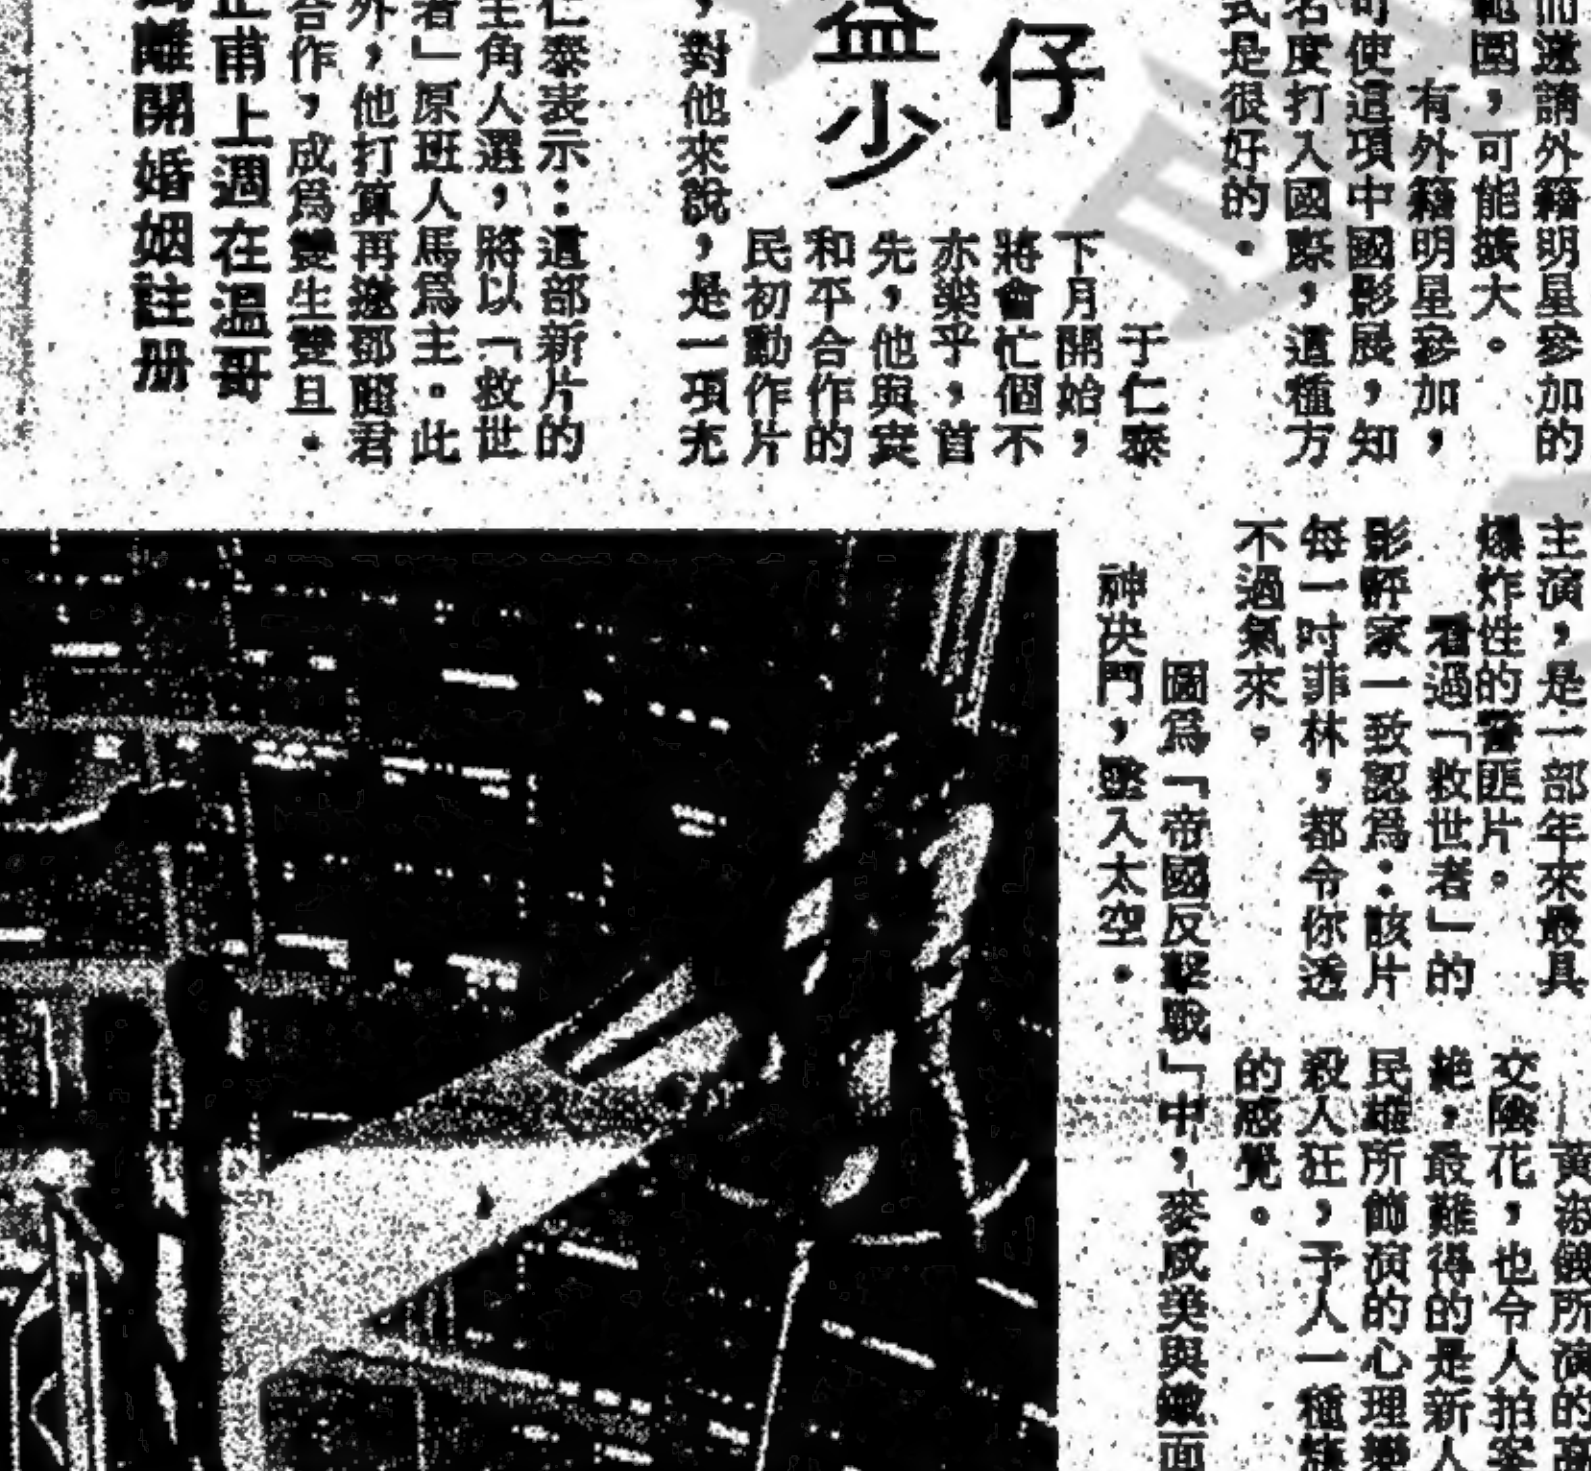 而邀請外籍明星參加的
範圍，可能擴大。
有外籍明星參加，
可使這項中國影展，知
名度打入國際，這種方
式是很好的。
仔
益少
于仁泰
下月開始，
將會忙個不
亦樂乎，首
先，他與
和平合作的
民初動作片
，對他來說，是一項
仁泰表示：這部新片的
主角人選，將以「救世
者」原班人馬爲主。此
外，他打算再邀鄧
君
合作，成爲雙生雙旦。
正甫上週在溫哥
離開婚姻註册
主演，是一部年來最具
爆炸性的警匪片。
看過「救世者」的
影評家一致認爲：該片
每一吋菲林，都令你透
不過氣來。
黃淑儀所演的
交際花，也令人拍案
絶，最難得的是新人
民雄所飾演的心理變
殺人狂，予人一種
的感覺。
圖爲「帝國反擊戰」中，麥
美與鐵面
神決鬥，墜入太空。